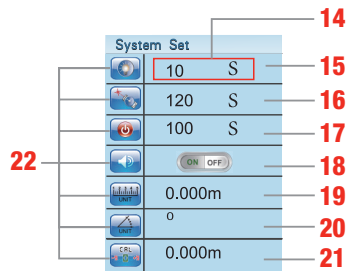 14
System Set
10 S 15
120 S 16
100 S 17
22
ON OFF 18
UNIT 0.000m 19
UNIT o 20
CAL 0.000m 21